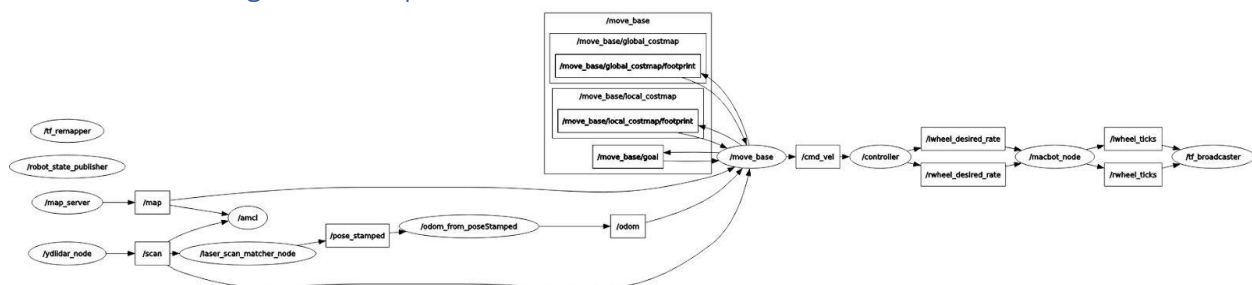 /move_base
/move_base/global_costmap
/move_base/global_costmap/footprint
/move_base/local_costmap
/move_base/local_costmap/footprint
/move_base/goal
/move_base
/cmd_vel
/controller
/lwheel_desired_rate
/rwheel_desired_rate
/macbot_node
/lwheel_ticks
/rwheel_ticks
/tf_broadcaster
/tf_remapper
/robot_state_publisher
/map_server
/map
/amcl
/ydlidar_node
/scan
/laser_scan_matcher_node
/pose_stamped
/odom_from_poseStamped
/odom